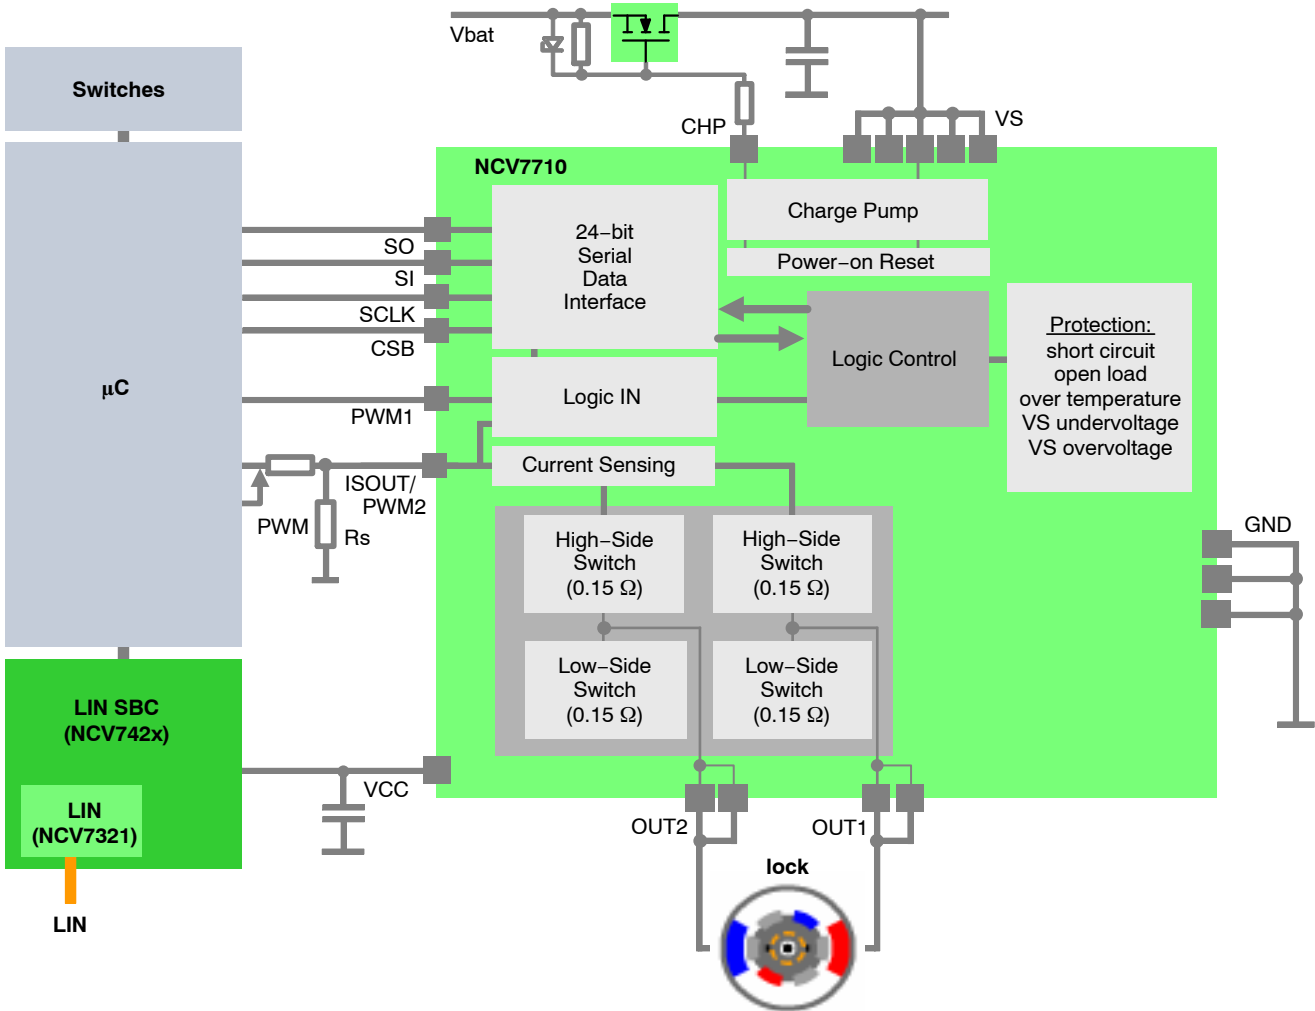 Vbat
Switches
CHP
VS
NCV7710
Charge Pump
24−bit
Serial
Data
Interface
Power−on Reset
SO
SI
SCLK
CSB
Logic Control
Protection:
short circuit
open load
over temperature
VS undervoltage
VS overvoltage
μC
Logic IN
PWM1
Current Sensing
ISOUT/
PWM2
PWM
Rs
High−Side
Switch
(0.15 Ω)
High−Side
Switch
(0.15 Ω)
GND
Low−Side
Switch
(0.15 Ω)
Low−Side
Switch
(0.15 Ω)
LIN SBC
(NCV742x)
VCC
LIN
(NCV7321)
OUT2
OUT1
lock
LIN